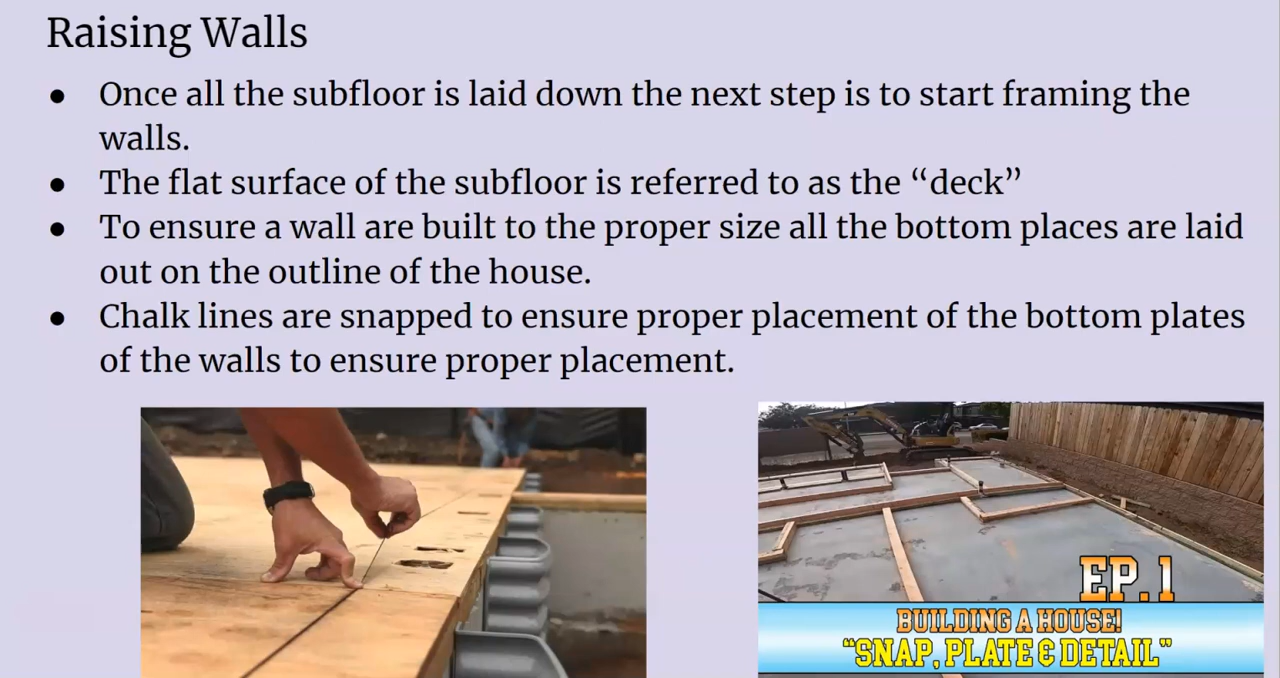 Raising Walls
● Once all the subfloor is laid down the next step is to start framing the
walls.
● The flat surface of the subfloor is referred to as the “deck”
● To ensure a wall are built to the proper size all the bottom places are laid
out on the outline of the house.
● Chalk lines are snapped to ensure proper placement of the bottom plates
of the walls to ensure proper placement.
EP.1
BUILDING A HOUSE!
“SNAP, PLATE & DETAIL”